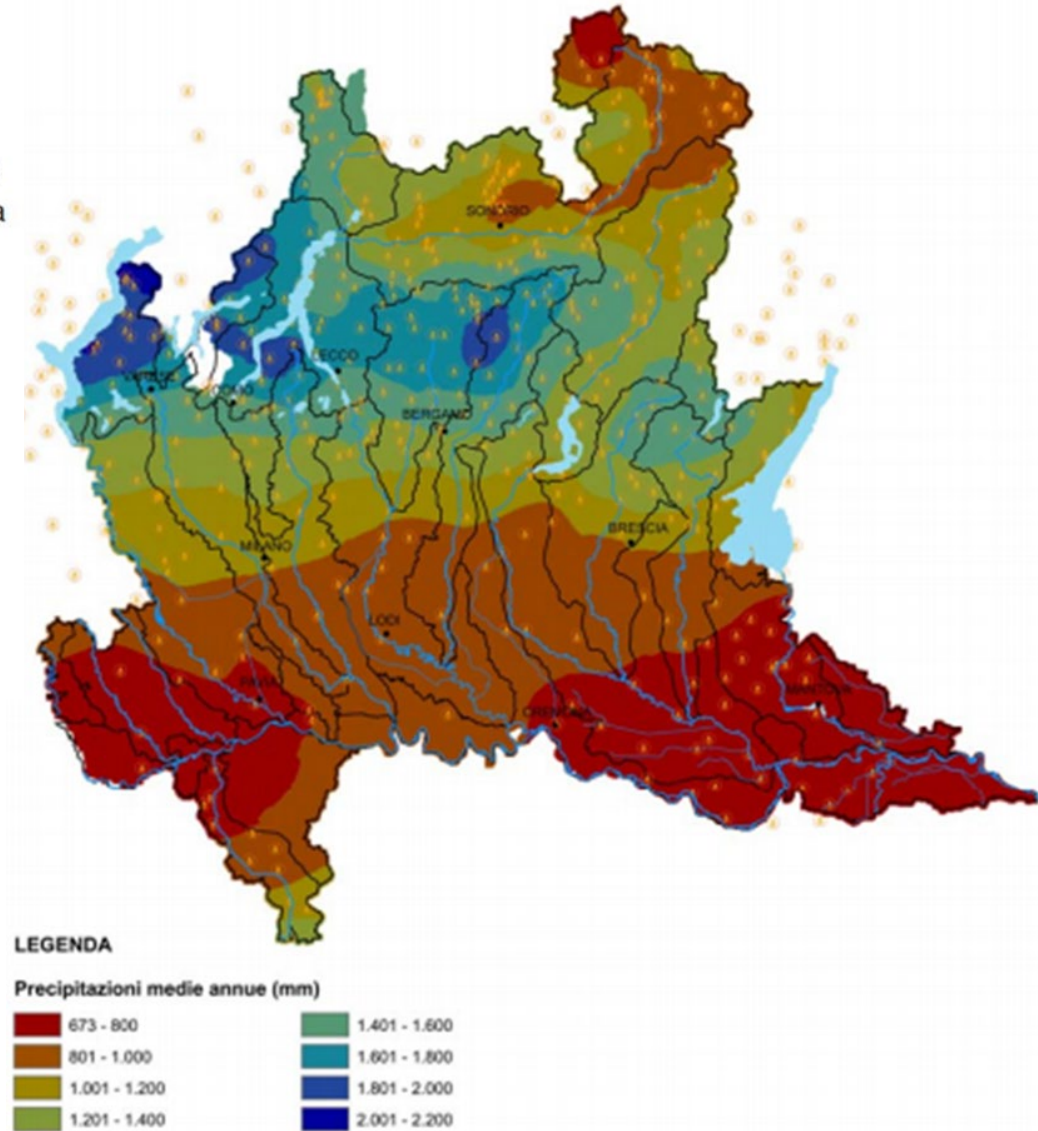 a
SONDRIO
LECCO
VARESE
COMO
BERGAMO
BRESCIA
MILANO
LODI
PAVIA
CREMONA
MANTOVA
LEGENDA
Precipitazioni medie annue (mm)
673 - 800
801 - 1.000
1.001 - 1.200
1.201 - 1.400
1.401 - 1.600
1.601 - 1.800
1.801 - 2.000
2.001 - 2.200